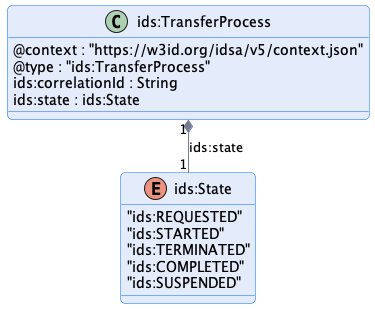 C ids:TransferProcess
@context : "https://w3id.org/idsa/v5/context.json"
@type : "ids:TransferProcess"
ids:correlationId : String
ids:state : ids:State
1
ids:state
1
E ids:State
"ids:REQUESTED"
"ids:STARTED"
"ids:TERMINATED"
"ids:COMPLETED"
"ids:SUSPENDED"